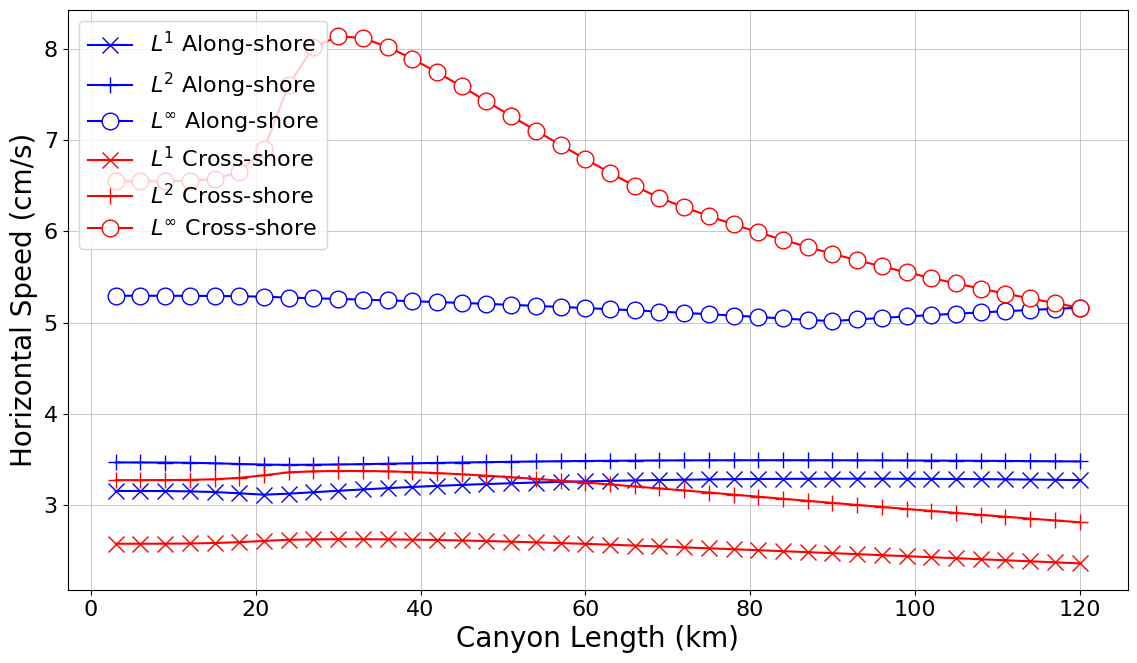 8
7
6
5
4
3
Horizontal Speed (cm/s)
L¹ Along-shore
L² Along-shore
L∞ Along-shore
L¹ Cross-shore
L² Cross-shore
L∞ Cross-shore
0 20 40 60 80 100 120
Canyon Length (km)